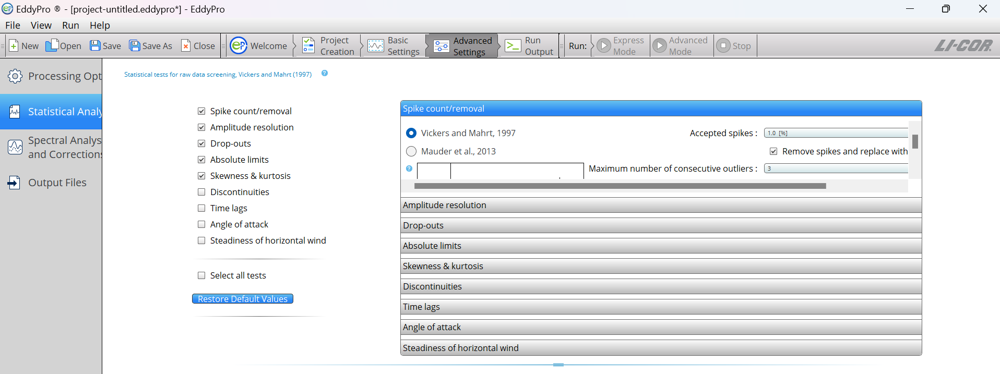 EddyPro ® - [project-untitled.eddypro*] - EddyPro
File View Run Help
New Open Save Save As Close Welcome Project Creation Basic Settings Advanced Settings Run Output Run: Express Mode Advanced Mode Stop LI-COR
Processing Opt
Statistical Analy
Spectral Analys
and Corrections
Output Files
Statistical tests for raw data screening, Vickers and Mahrt (1997) ?
Spike count/removal
Amplitude resolution
Drop-outs
Absolute limits
Skewness & kurtosis
Discontinuities
Time lags
Angle of attack
Steadiness of horizontal wind
Select all tests
Restore Default Values
Spike count/removal
Vickers and Mahrt, 1997 Accepted spikes : 1.0 [%]
Mauder et al., 2013 Remove spikes and replace with
? Maximum number of consecutive outliers : 3
Amplitude resolution
Drop-outs
Absolute limits
Skewness & kurtosis
Discontinuities
Time lags
Angle of attack
Steadiness of horizontal wind